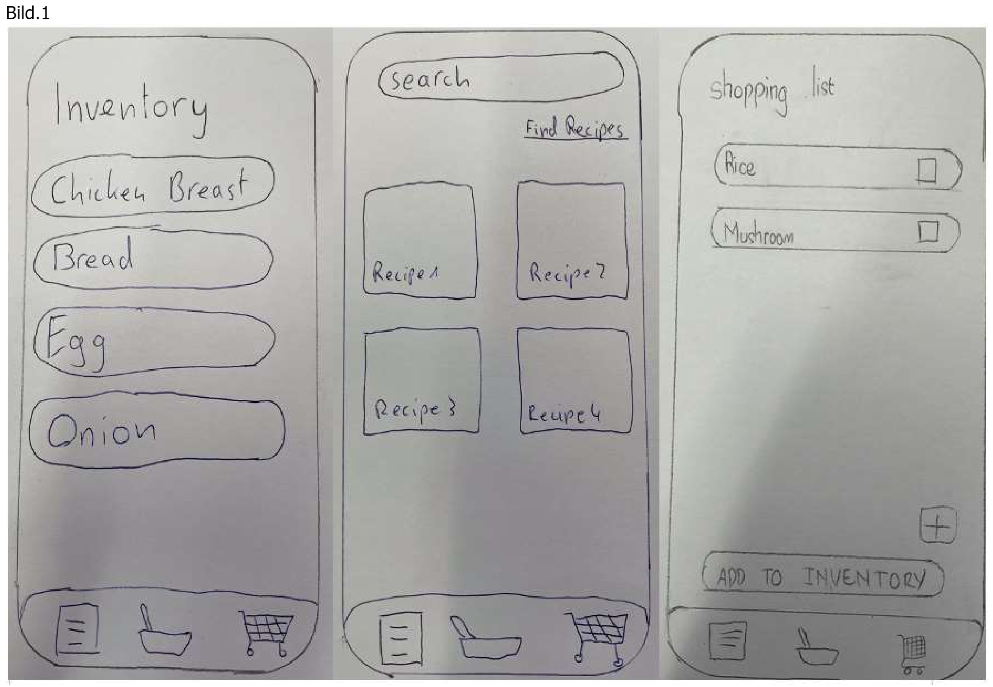 Bild.1
Inventory
Chicken Breast
Bread
Egg
Onion
search
Find Recipes
Recipe1
Recipe2
Recipe3
Recipe4
shopping list
Rice
Mushroom
ADD TO INVENTORY